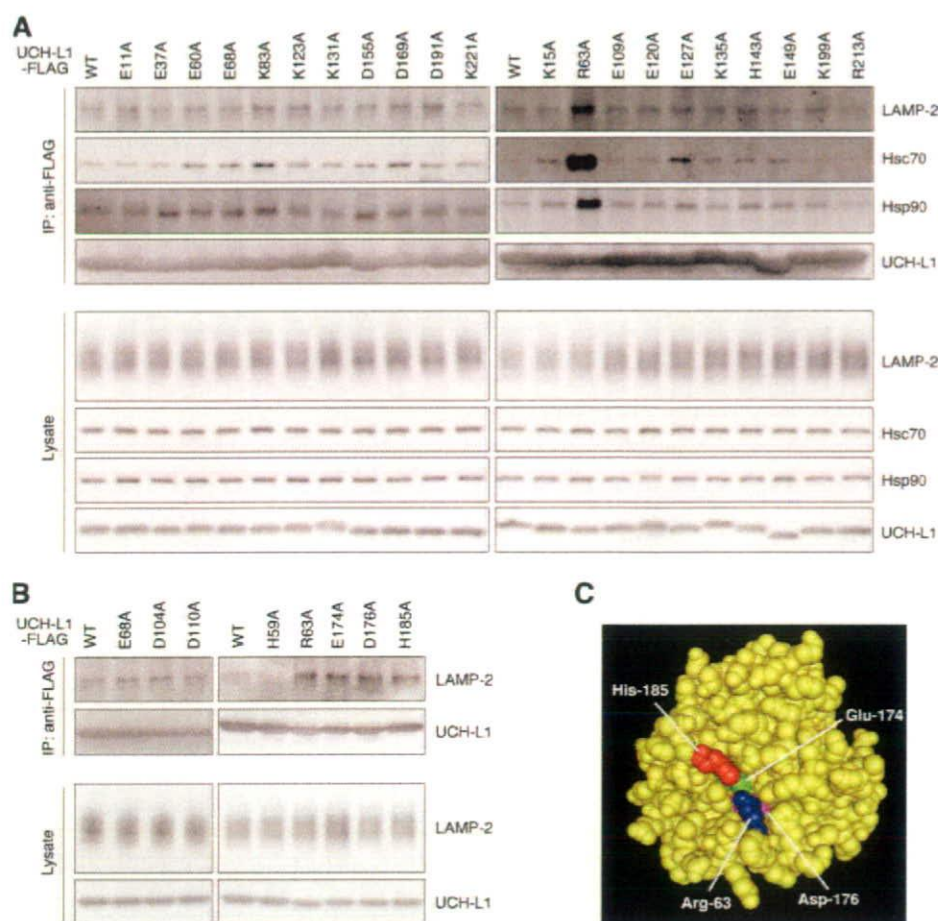 A
UCH-L1
-FLAG
WT E11A E37A E60A E68A K83A K123A K131A D155A D169A D191A K221A
WT K15A R63A E109A E120A E127A K135A H143A E149A K199A R213A
IP: anti-FLAG
LAMP-2
Hsc70
Hsp90
UCH-L1
Lysate
LAMP-2
Hsc70
Hsp90
UCH-L1
B
UCH-L1
-FLAG
WT E68A D104A D110A
WT H59A R63A E174A D176A H185A
IP: anti-FLAG
LAMP-2
UCH-L1
Lysate
LAMP-2
UCH-L1
C
His-185
Glu-174
Arg-63
Asp-176